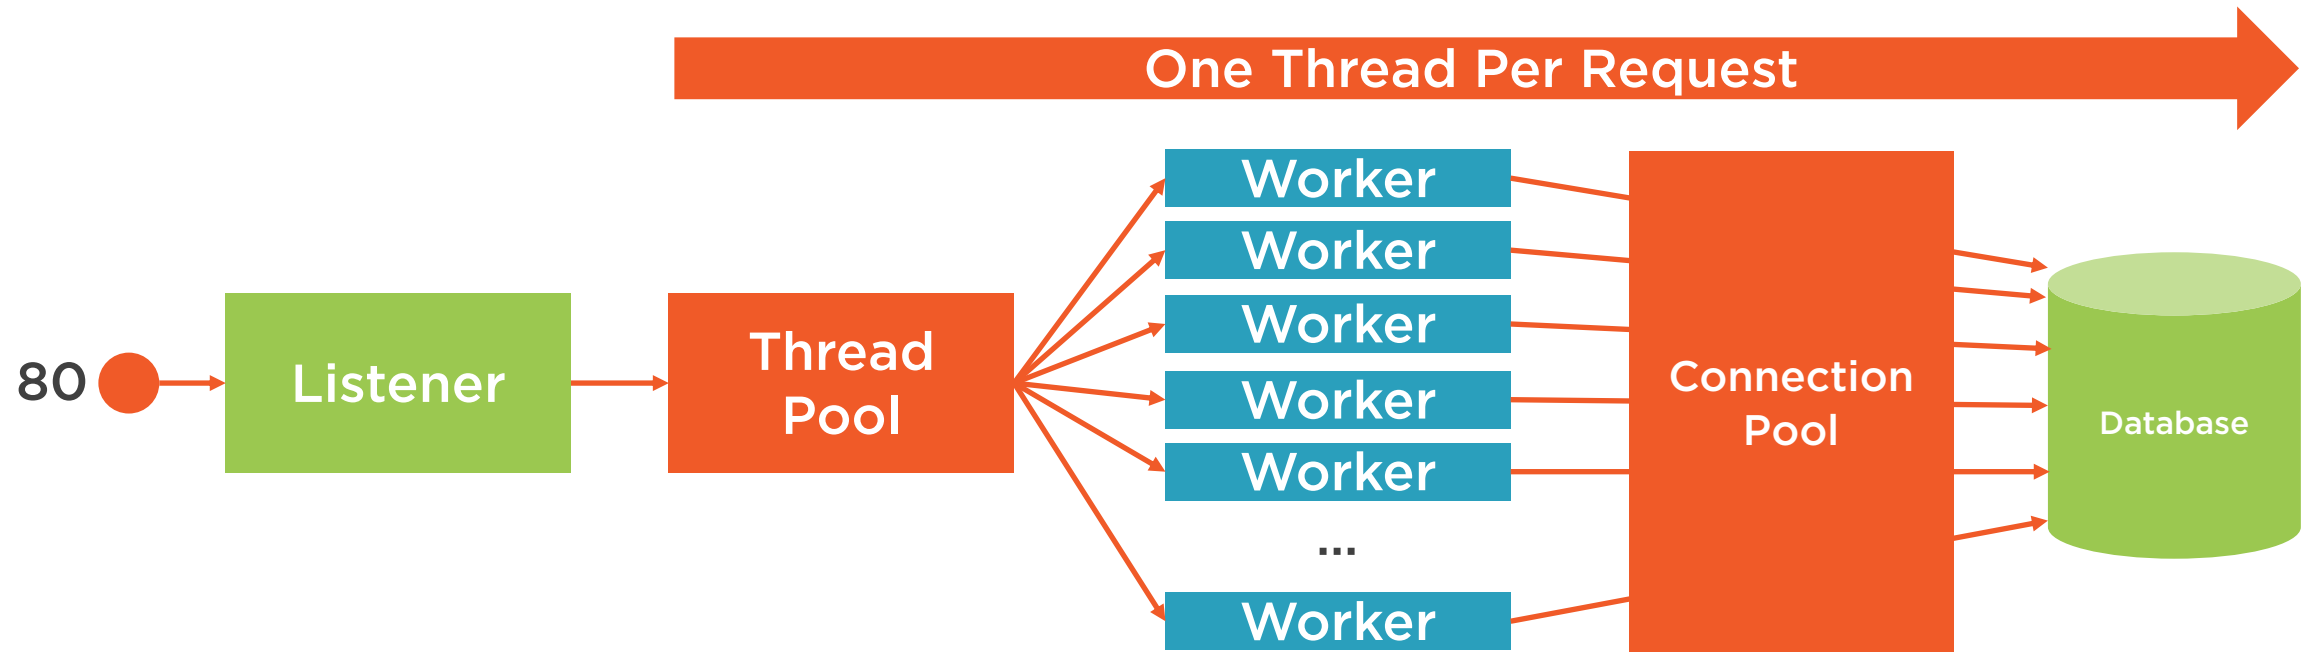 One Thread Per Request
80
Listener
Thread
Pool
Worker
Worker
Worker
Worker
Worker
...
Worker
Connection
Pool
Database